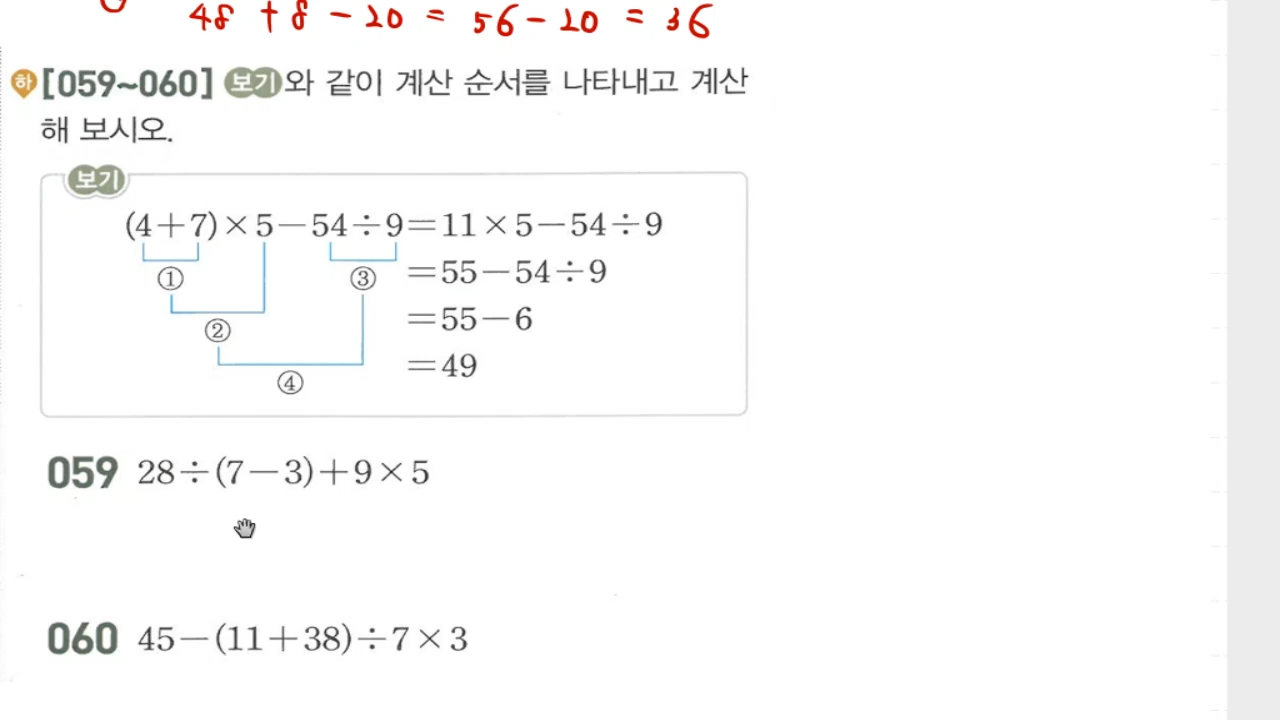 48 + 8 - 20 = 56 - 20 = 36
하 [059~060] 보기와 같이 계산 순서를 나타내고 계산
해 보시오.
보기
(4+7)×5-54÷9=11×5-54÷9
① ③ =55-54÷9
② =55-6
④ =49
059 28÷(7-3)+9×5
060 45-(11+38)÷7×3